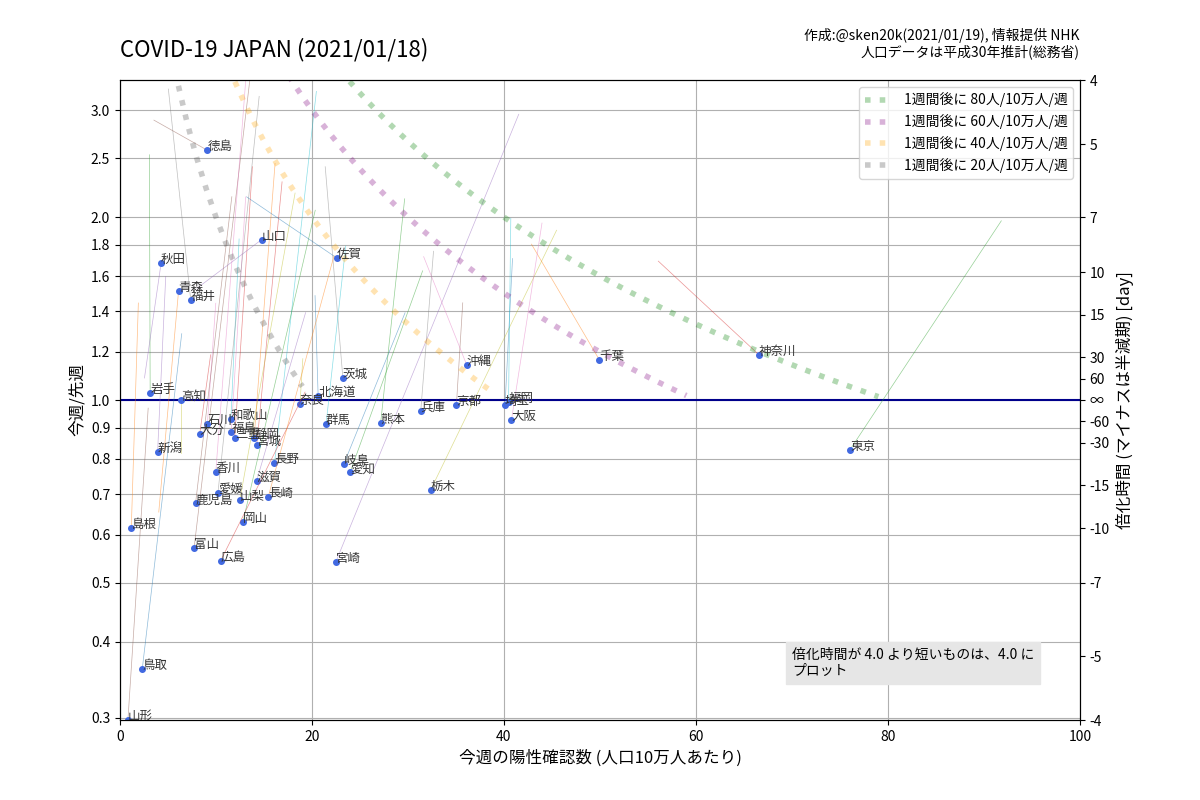 COVID-19 JAPAN (2021/01/18)
作成:@sken20k(2021/01/19), 情報提供 NHK
人口データは平成30年推計(総務省)
1週間後に 80人/10万人/週
1週間後に 60人/10万人/週
1週間後に 40人/10万人/週
1週間後に 20人/10万人/週
今週/先週
3.0
2.5
2.0
1.8
1.6
1.4
1.2
1.0
0.9
0.8
0.7
0.6
0.5
0.4
0.3
徳島
山口
佐賀
秋田
青森
福井
千葉
神奈川
沖縄
茨城
岩手
高知
北海道
奈良
福岡
京都
兵庫
大阪
和歌山
石川
群馬
熊本
福島
大分
三重
静岡
宮城
新潟
東京
長野
岐島
愛知
香川
滋賀
愛媛
栃木
鹿児島
山梨
長崎
岡山
島根
富山
広島
宮崎
鳥取
山形
倍化時間が 4.0 より短いものは、4.0 に
プロット
0
20
40
60
80
100
今週の陽性確認数 (人口10万人あたり)
4
5
7
10
15
30
60
∞
-60
-30
-15
-10
-7
-5
-4
倍化時間 (マイナスは半減期) [day]